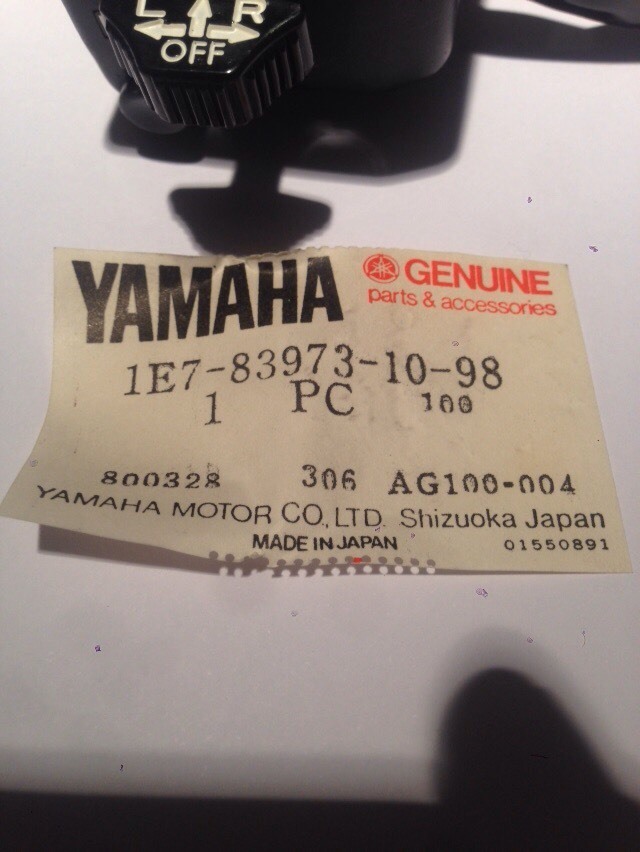 L R
OFF
YAMAHA
GENUINE
parts & accessories
1E7-83973-10-98
1 PC 100
800328 306 AG100-004
YAMAHA MOTOR CO.,LTD. Shizuoka Japan
MADE IN JAPAN 01550891